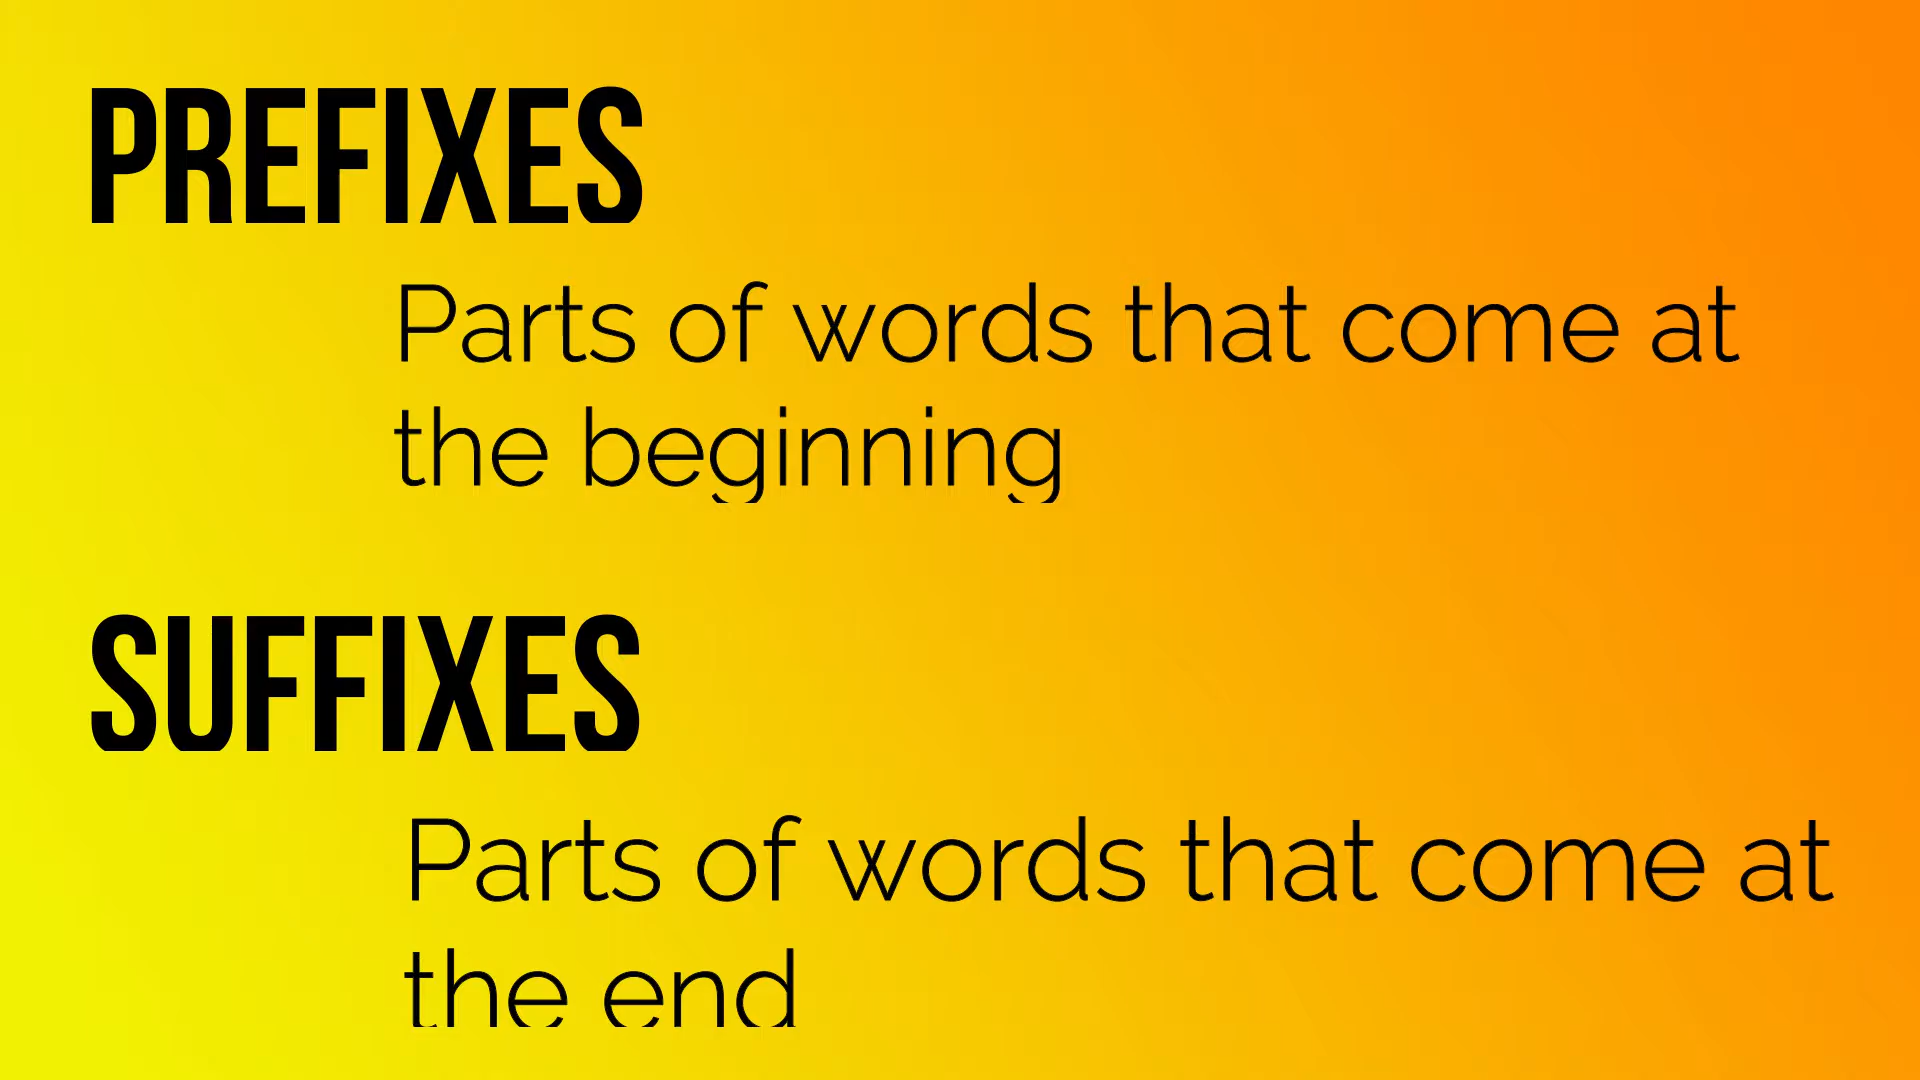 PREFIXES
Parts of words that come at
the beginning
SUFFIXES
Parts of words that come at
the end